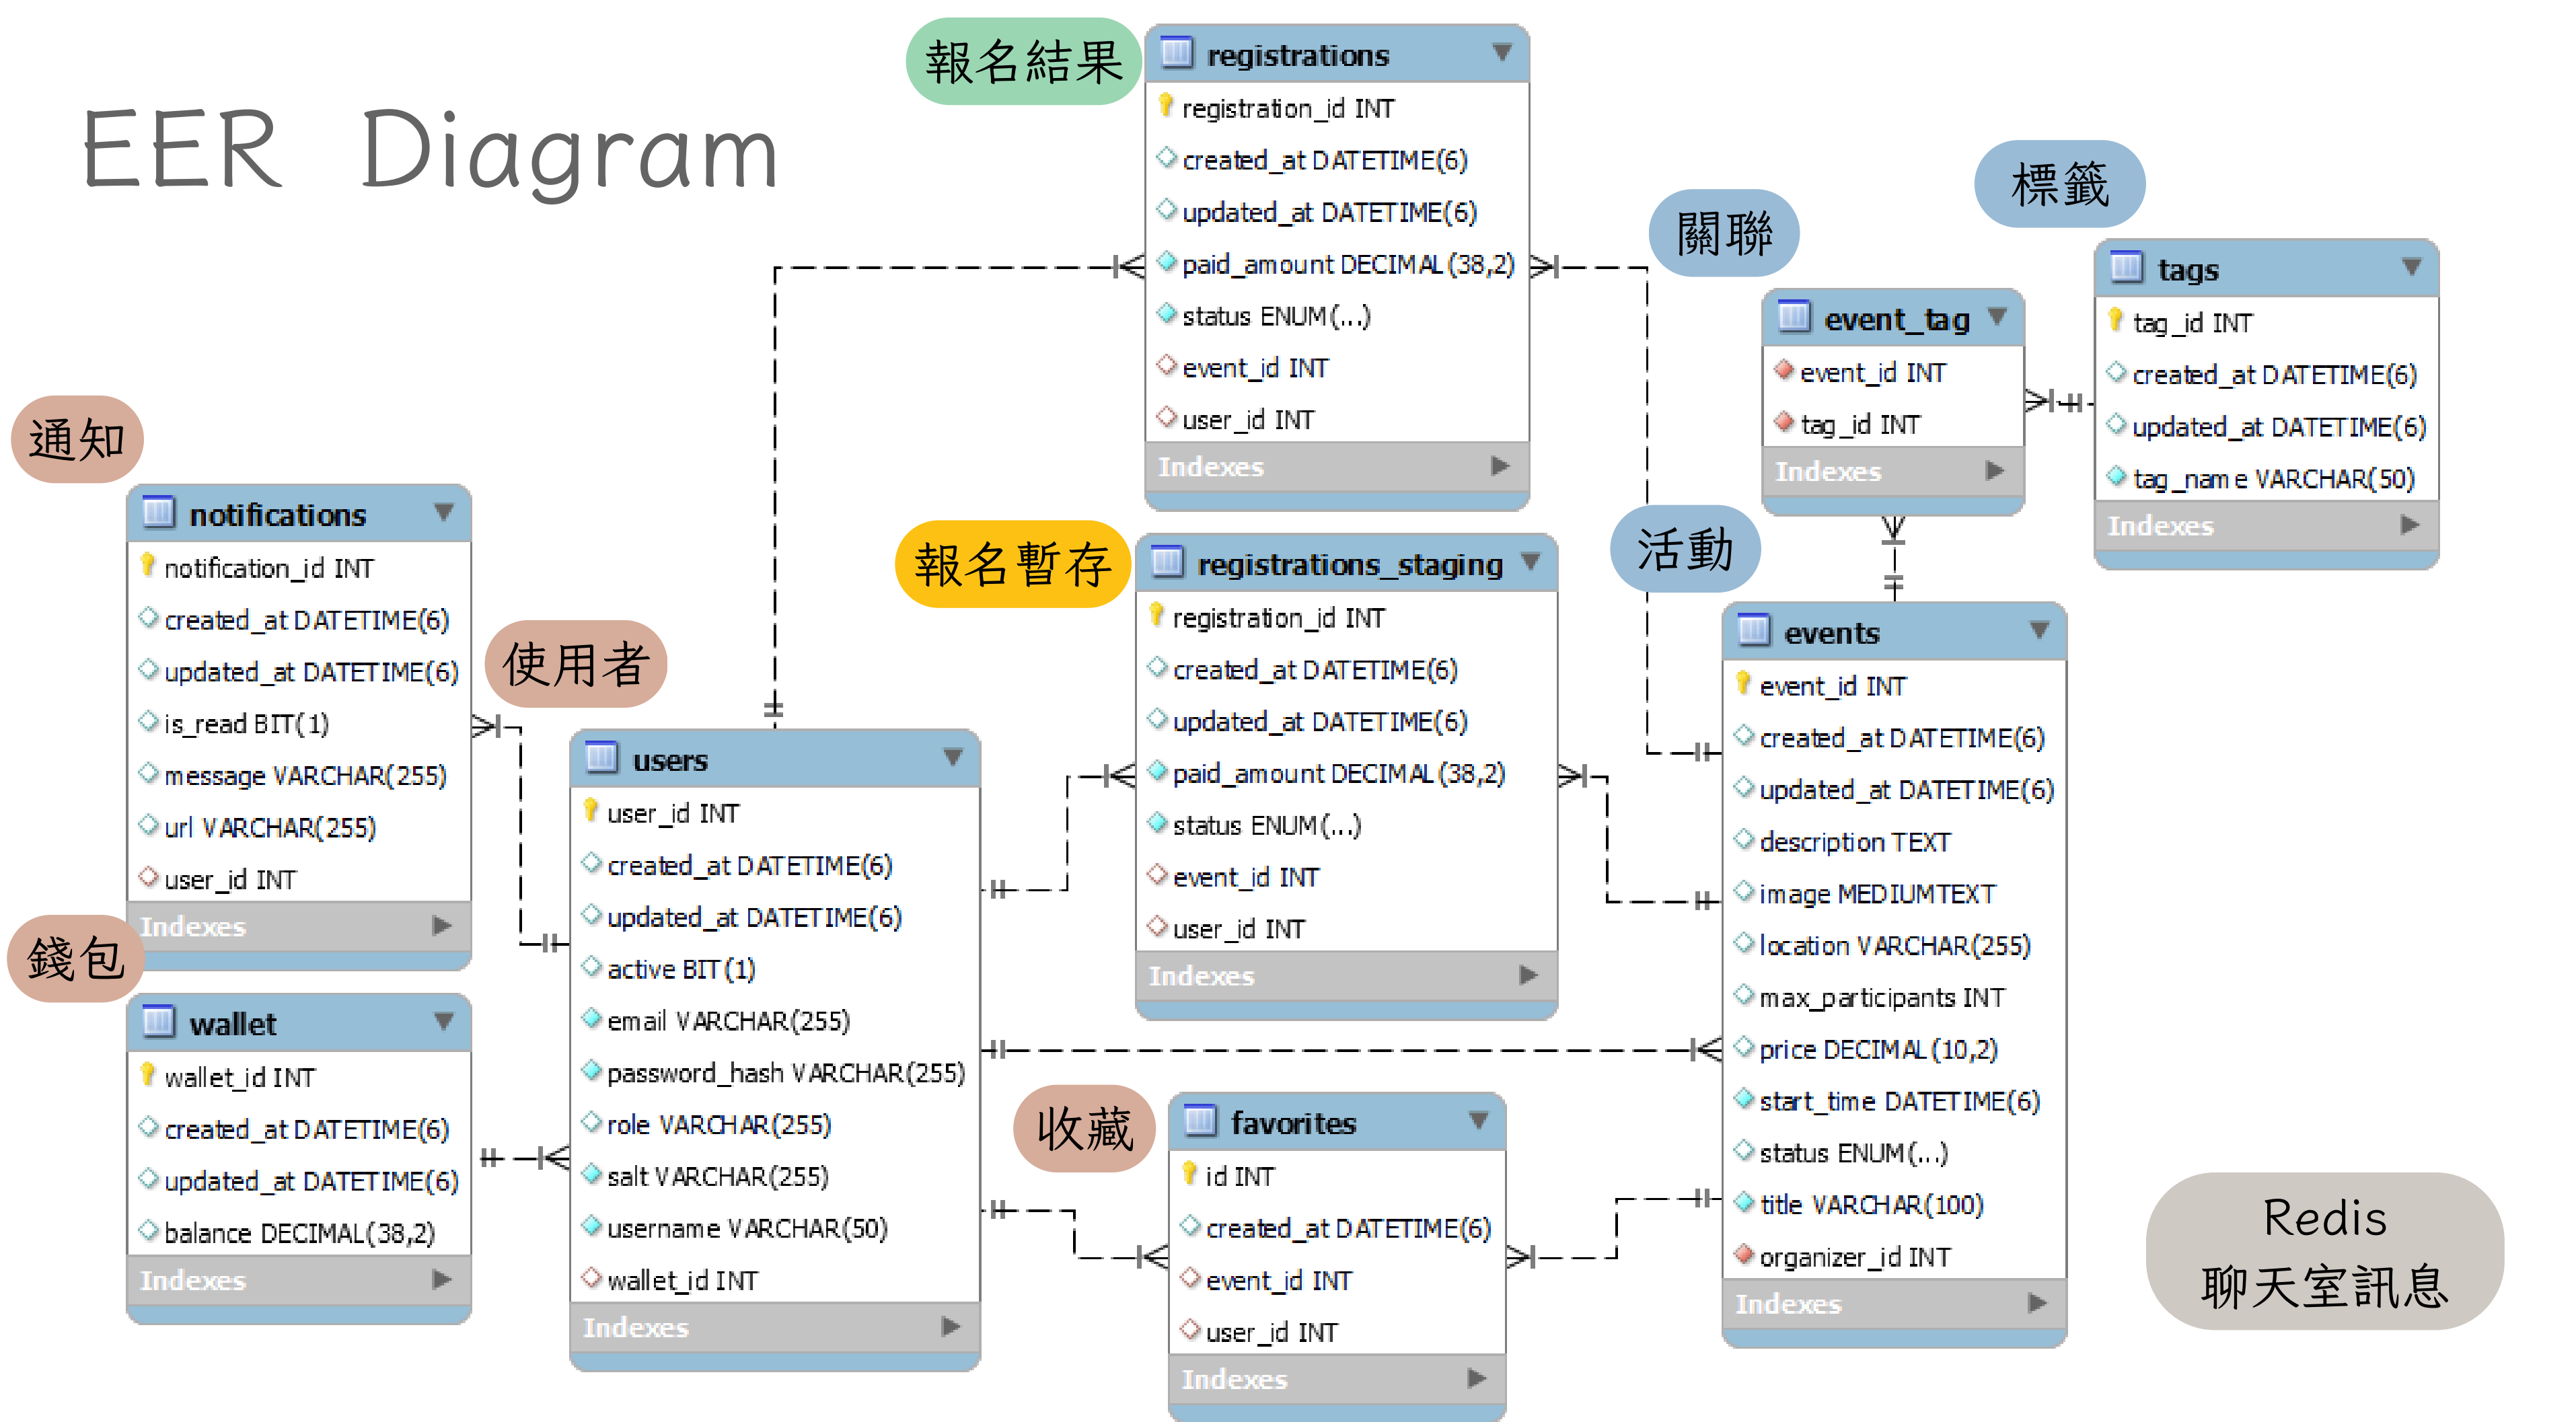 EER Diagram
報名結果
registrations
registration_id INT
created_at DATETIME(6)
updated_at DATETIME(6)
paid_amount DECIMAL(38,2)
status ENUM(...)
event_id INT
user_id INT
Indexes
關聯
event_tag
event_id INT
tag_id INT
Indexes
標籤
tags
tag_id INT
created_at DATETIME(6)
updated_at DATETIME(6)
tag_name VARCHAR(50)
Indexes
通知
notifications
notification_id INT
created_at DATETIME(6)
updated_at DATETIME(6)
is_read BIT(1)
message VARCHAR(255)
url VARCHAR(255)
user_id INT
Indexes
錢包
wallet
wallet_id INT
created_at DATETIME(6)
updated_at DATETIME(6)
balance DECIMAL(38,2)
Indexes
使用者
users
user_id INT
created_at DATETIME(6)
updated_at DATETIME(6)
active BIT(1)
email VARCHAR(255)
password_hash VARCHAR(255)
role VARCHAR(255)
salt VARCHAR(255)
username VARCHAR(50)
wallet_id INT
Indexes
報名暫存
registrations_staging
registration_id INT
created_at DATETIME(6)
updated_at DATETIME(6)
paid_amount DECIMAL(38,2)
status ENUM(...)
event_id INT
user_id INT
Indexes
收藏
favorites
id INT
created_at DATETIME(6)
event_id INT
user_id INT
Indexes
活動
events
event_id INT
created_at DATETIME(6)
updated_at DATETIME(6)
description TEXT
image MEDIUMTEXT
location VARCHAR(255)
max_participants INT
price DECIMAL(10,2)
start_time DATETIME(6)
status ENUM(...)
title VARCHAR(100)
organizer_id INT
Indexes
Redis
聊天室訊息